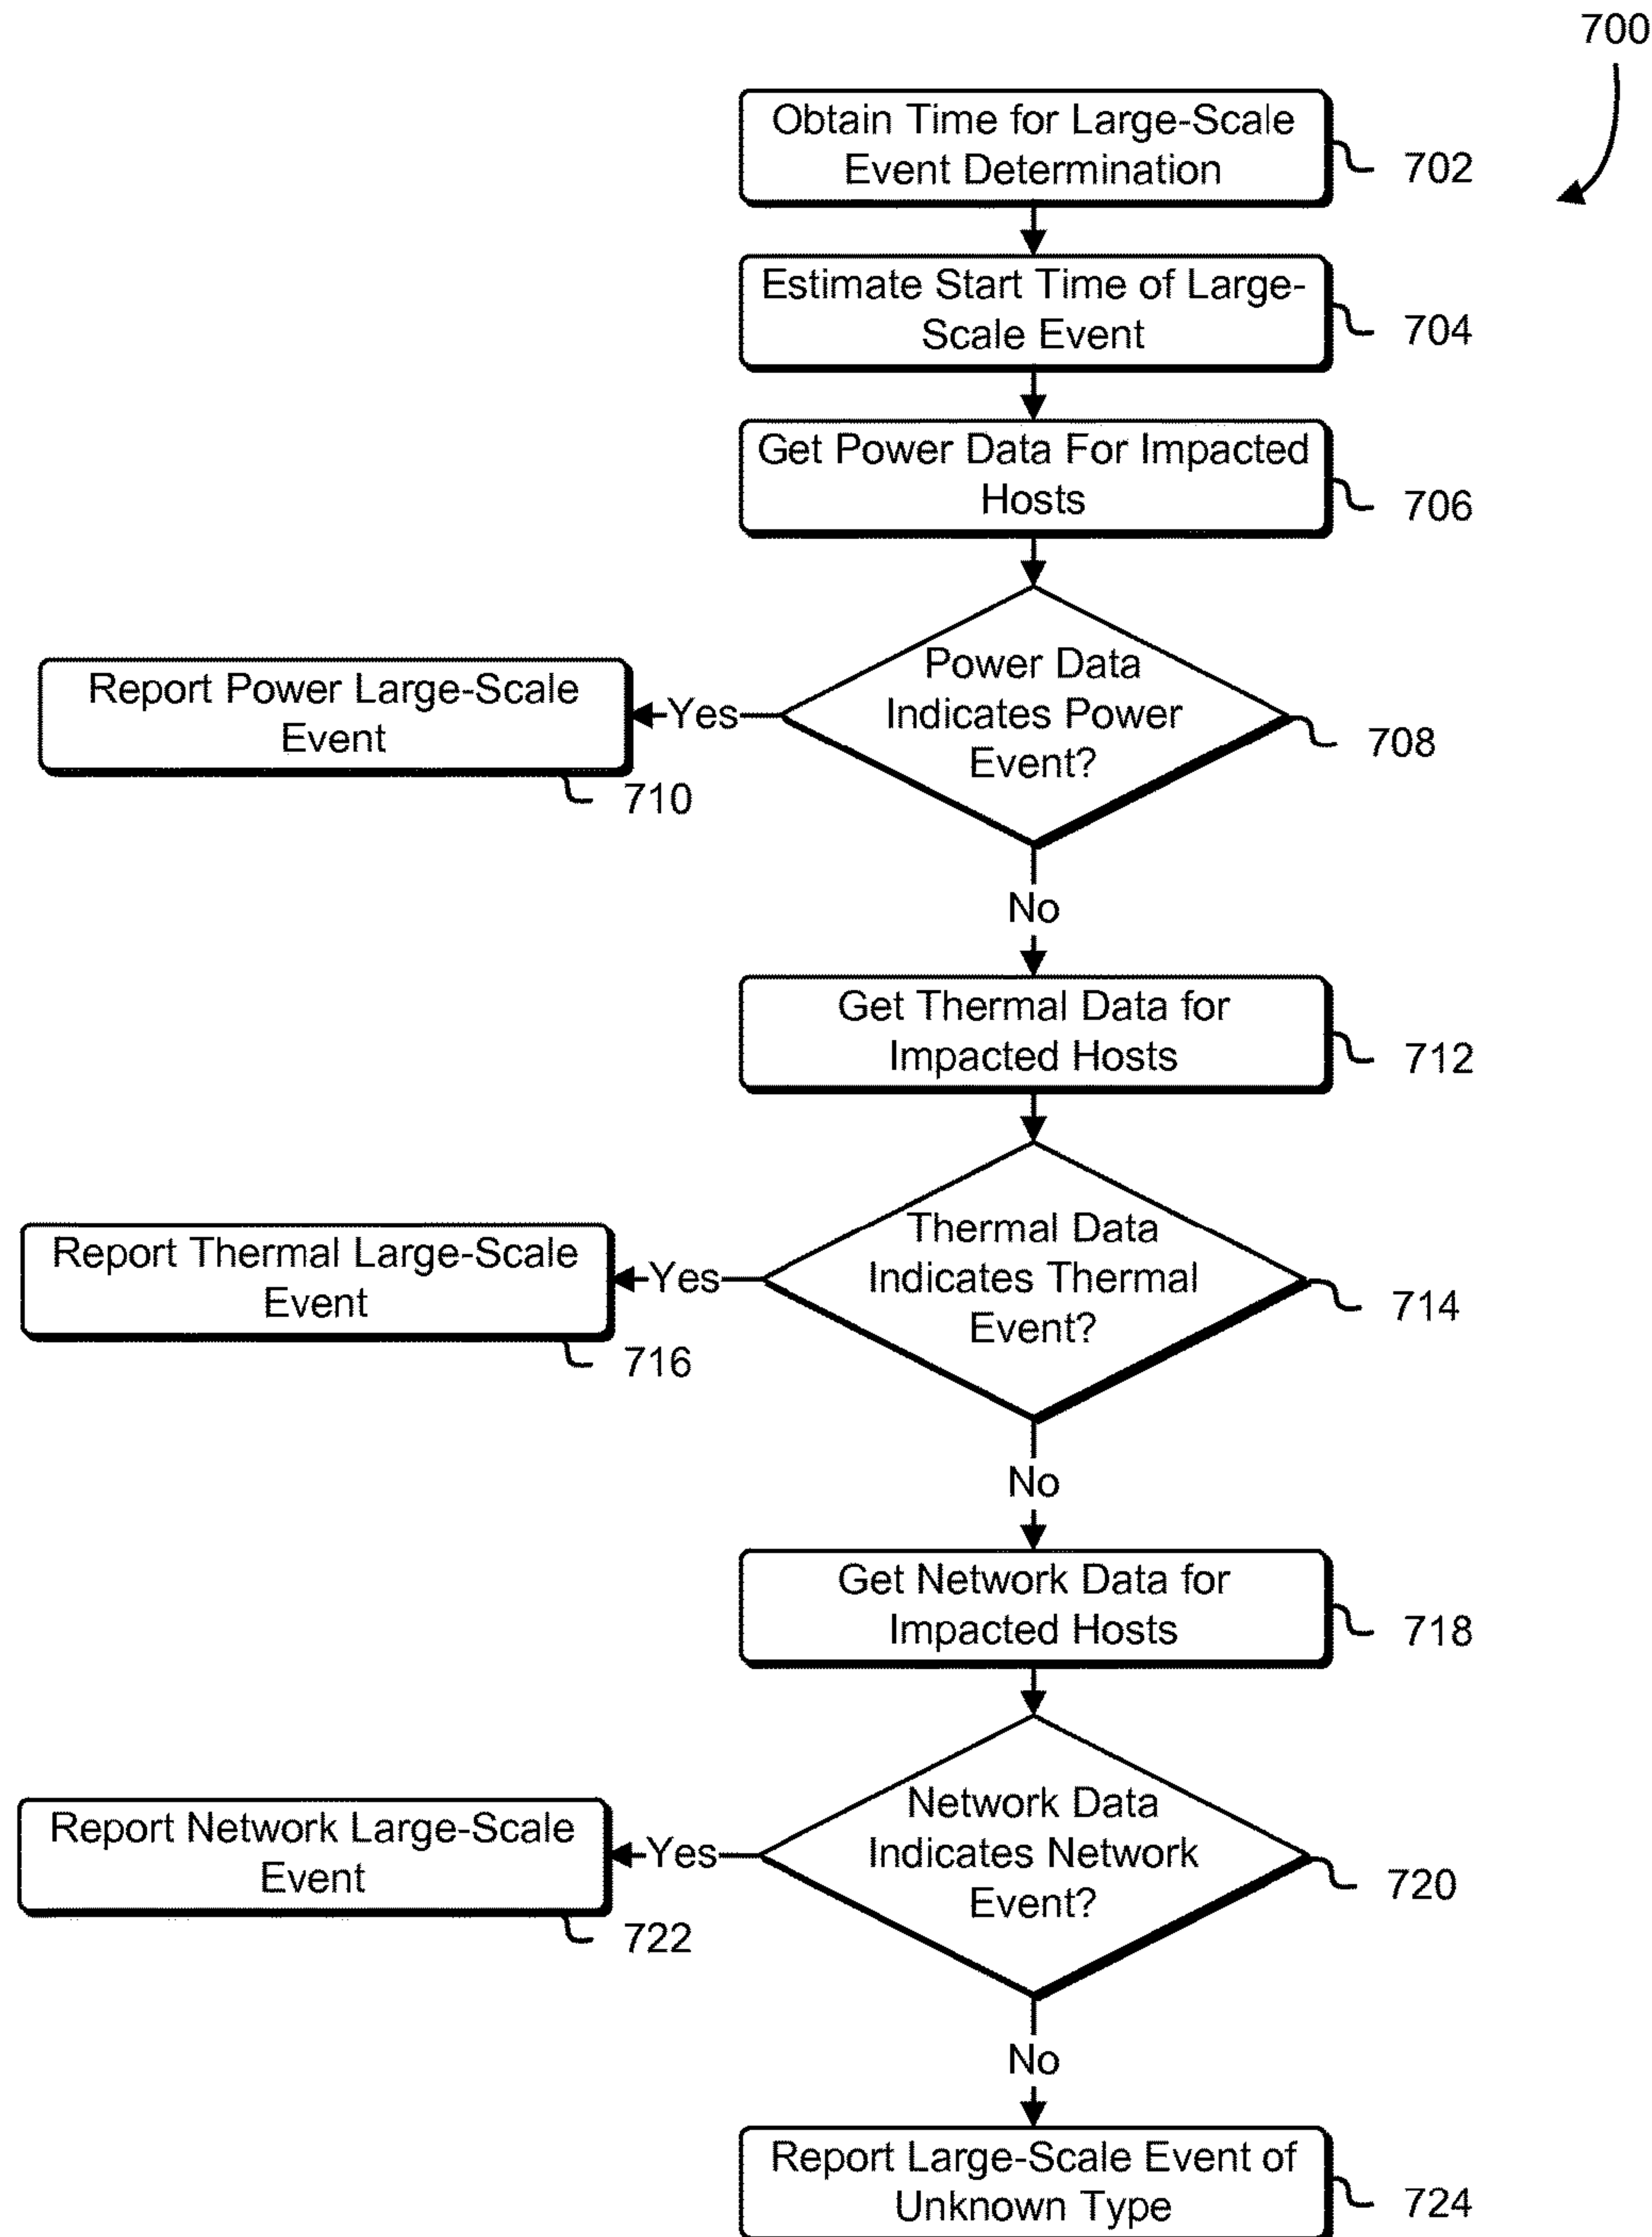 700
Obtain Time for Large-Scale
Event Determination
702
Estimate Start Time of Large-
Scale Event
704
Get Power Data For Impacted
Hosts
706
Power Data
Indicates Power
Event?
708
Yes
Report Power Large-Scale
Event
710
No
Get Thermal Data for
Impacted Hosts
712
Thermal Data
Indicates Thermal
Event?
714
Yes
Report Thermal Large-Scale
Event
716
No
Get Network Data for
Impacted Hosts
718
Network Data
Indicates Network
Event?
720
Yes
Report Network Large-Scale
Event
722
No
Report Large-Scale Event of
Unknown Type
724